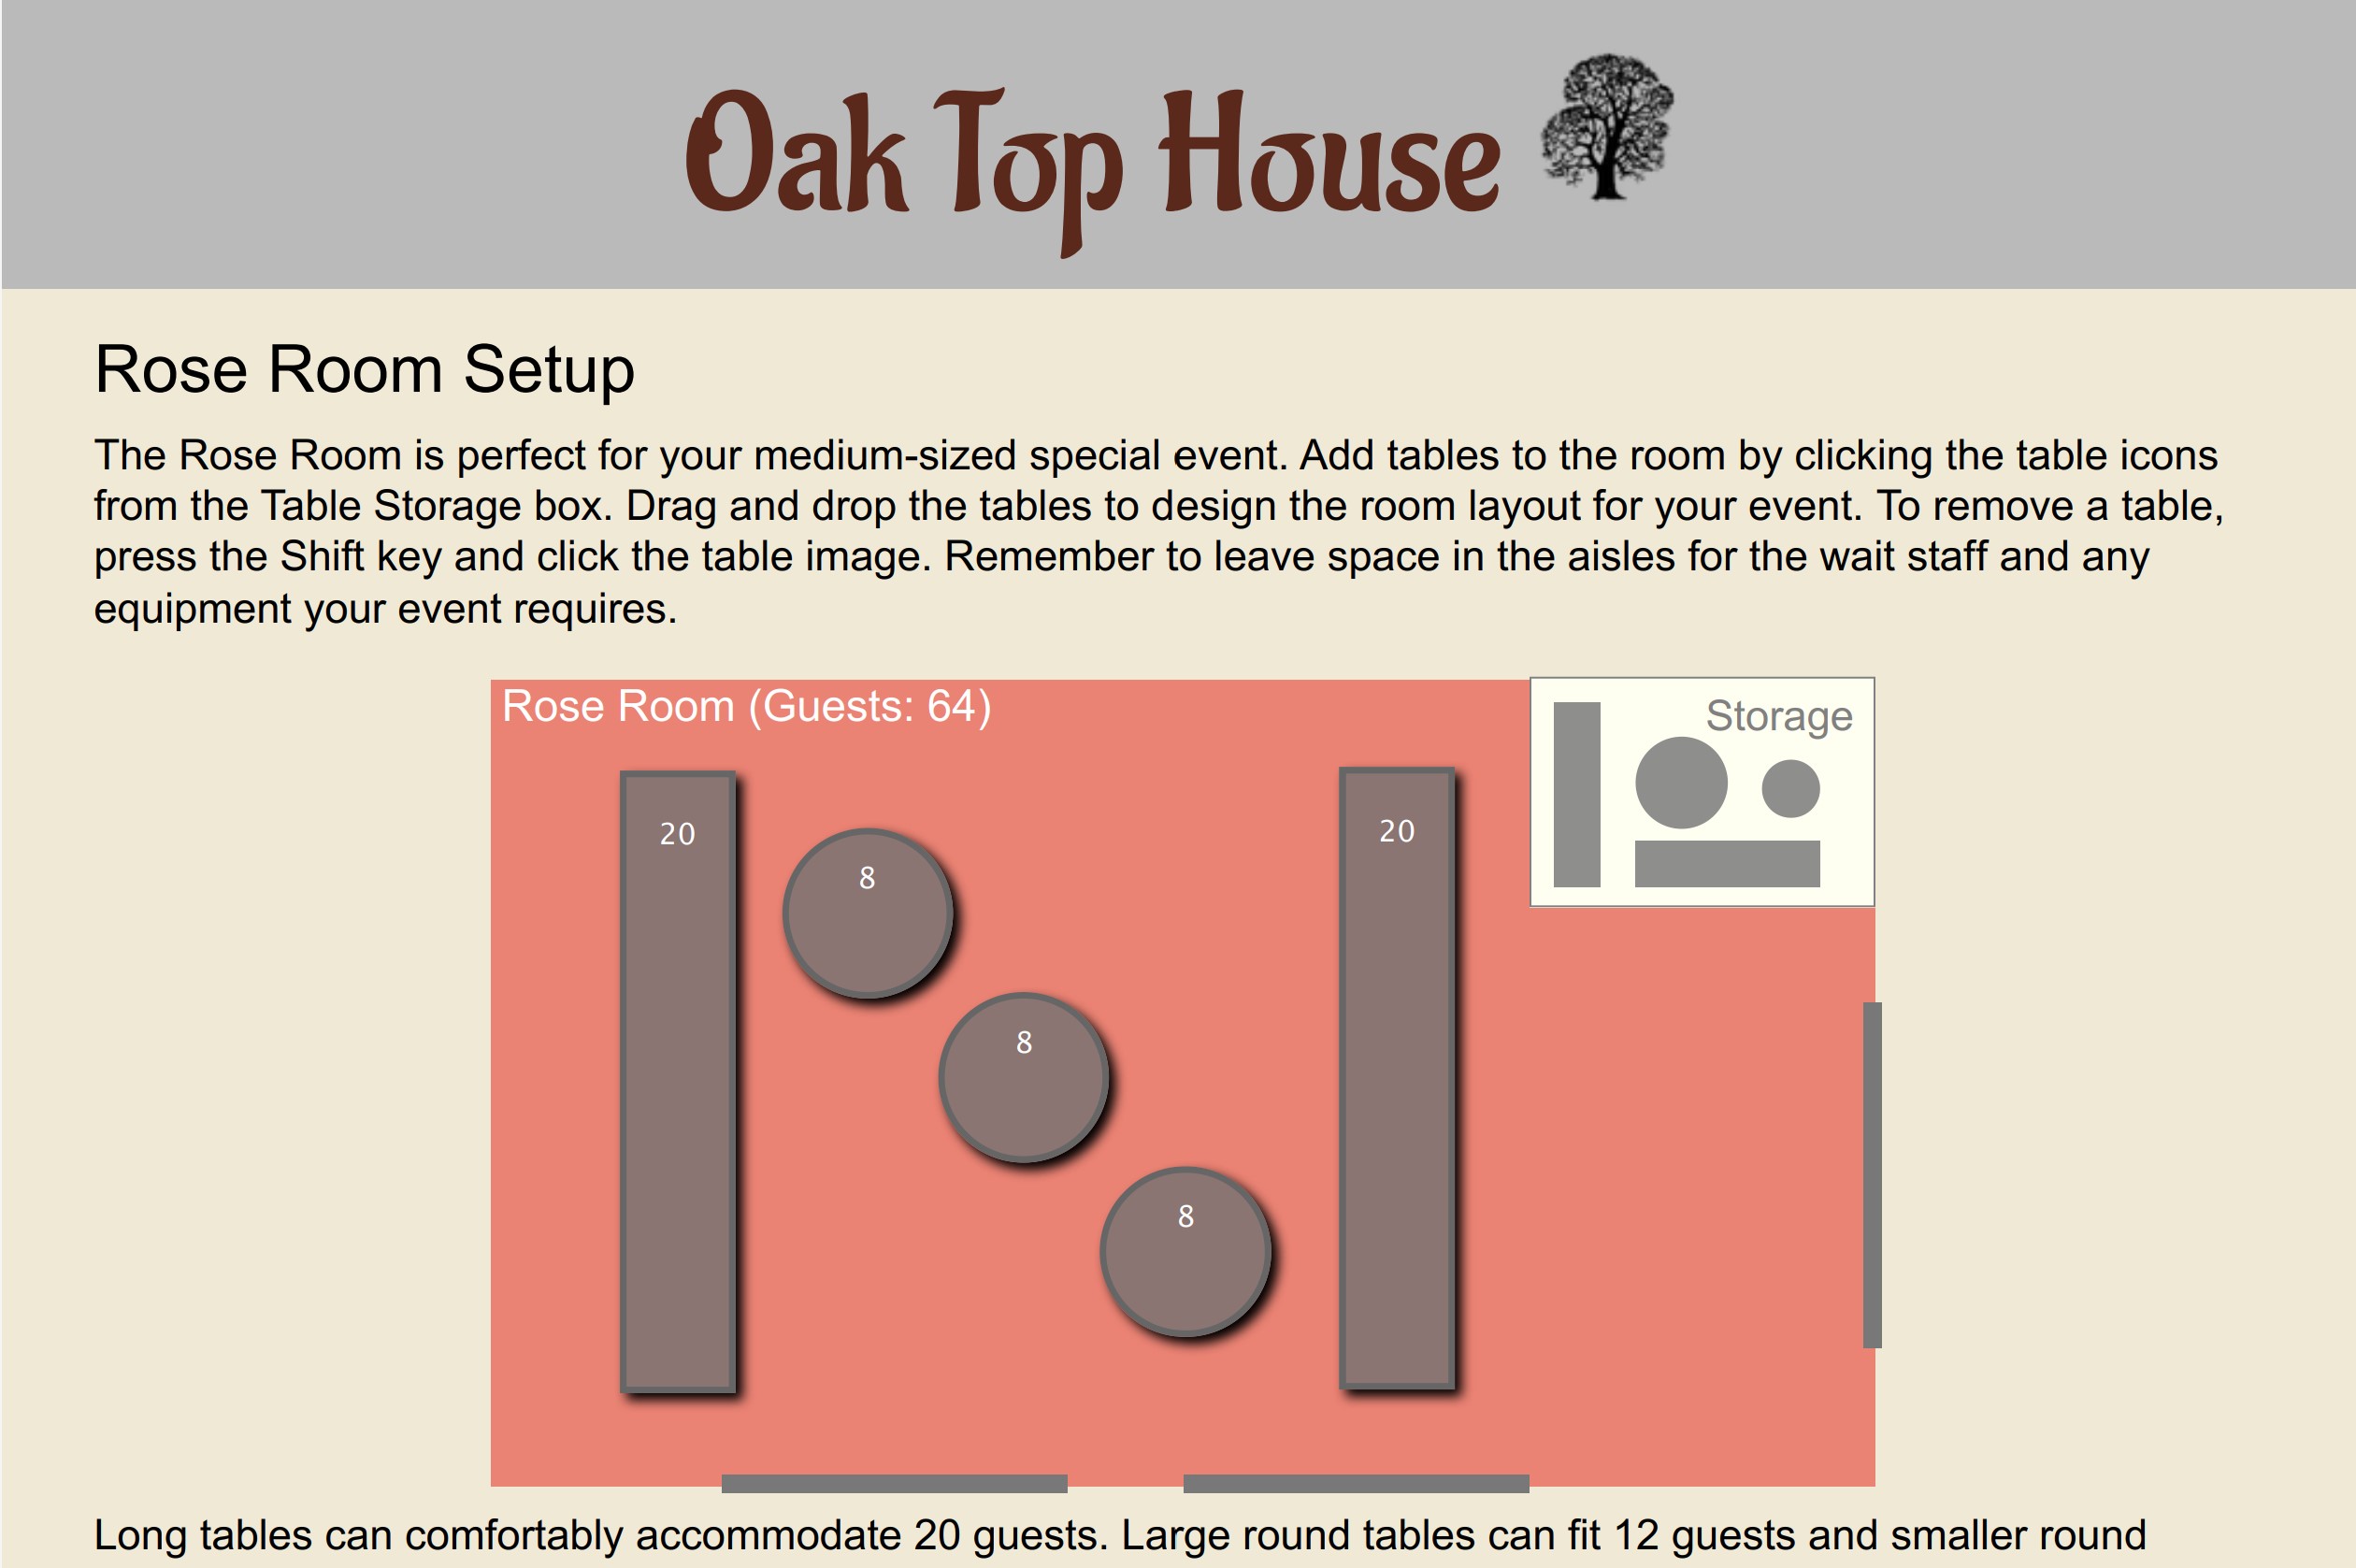 Oak Top House
Rose Room Setup
The Rose Room is perfect for your medium-sized special event. Add tables to the room by clicking the table icons
from the Table Storage box. Drag and drop the tables to design the room layout for your event. To remove a table,
press the Shift key and click the table image. Remember to leave space in the aisles for the wait staff and any
equipment your event requires.
Rose Room (Guests: 64)
Storage
20
20
8
8
8
Long tables can comfortably accommodate 20 guests. Large round tables can fit 12 guests and smaller round